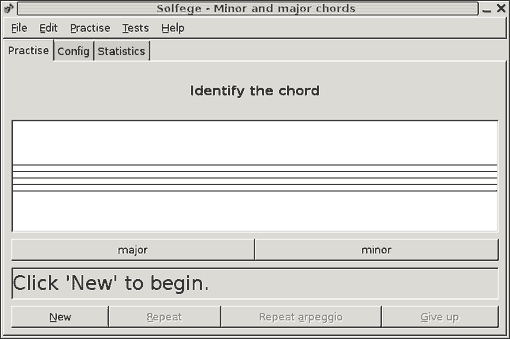 Solfege - Minor and major chords
File Edit Practise Tests Help
Practise Config Statistics
Identify the chord
major minor
Click 'New' to begin.
New Repeat Repeat arpeggio Give up